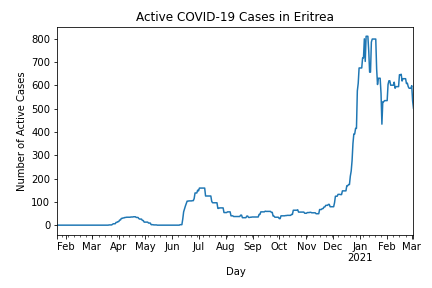 Active COVID-19 Cases in Eritrea
800
700
600
500
400
300
200
100
0
Number of Active Cases
Feb Mar Apr May Jun Jul Aug Sep Oct Nov Dec Jan Feb Mar
2021
Day